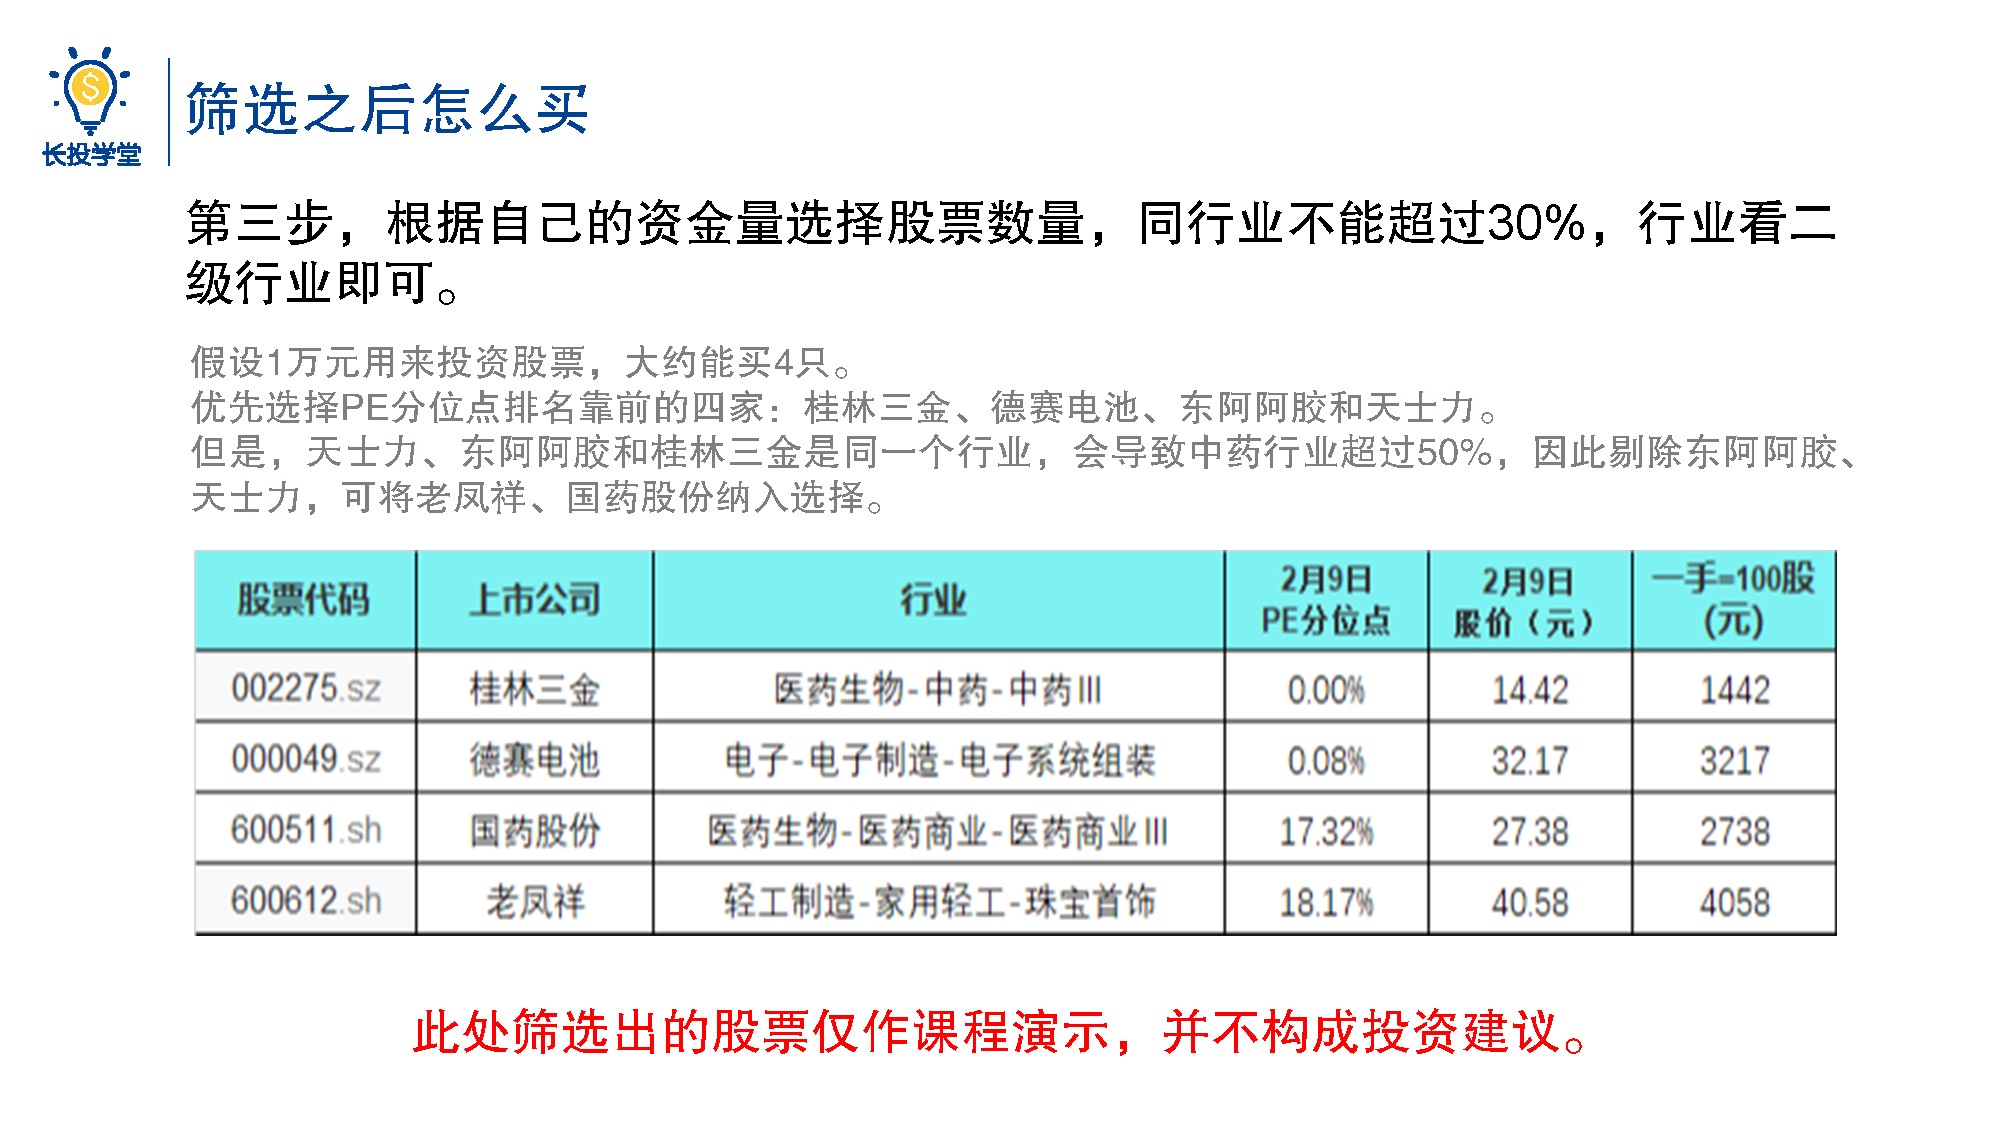 长投学堂
筛选之后怎么买
第三步，根据自己的资金量选择股票数量，同行业不能超过30%，行业看二
级行业即可。
假设1万元用来投资股票，大约能买4只。
优先选择PE分位点排名靠前的四家：桂林三金、德赛电池、东阿阿胶和天士力。
但是，天士力、东阿阿胶和桂林三金是同一个行业，会导致中药行业超过50%，因此剔除东阿阿胶、
天士力，可将老凤祥、国药股份纳入选择。
股票代码 上市公司 行业 2月9日 PE分位点 2月9日 股价（元） 一手=100股 (元)
002275.sz 桂林三金 医药生物-中药-中药Ⅲ 0.00% 14.42 1442
000049.sz 德赛电池 电子-电子制造-电子系统组装 0.08% 32.17 3217
600511.sh 国药股份 医药生物-医药商业-医药商业Ⅲ 17.32% 27.38 2738
600612.sh 老凤祥 轻工制造-家用轻工-珠宝首饰 18.17% 40.58 4058
此处筛选出的股票仅作课程演示，并不构成投资建议。